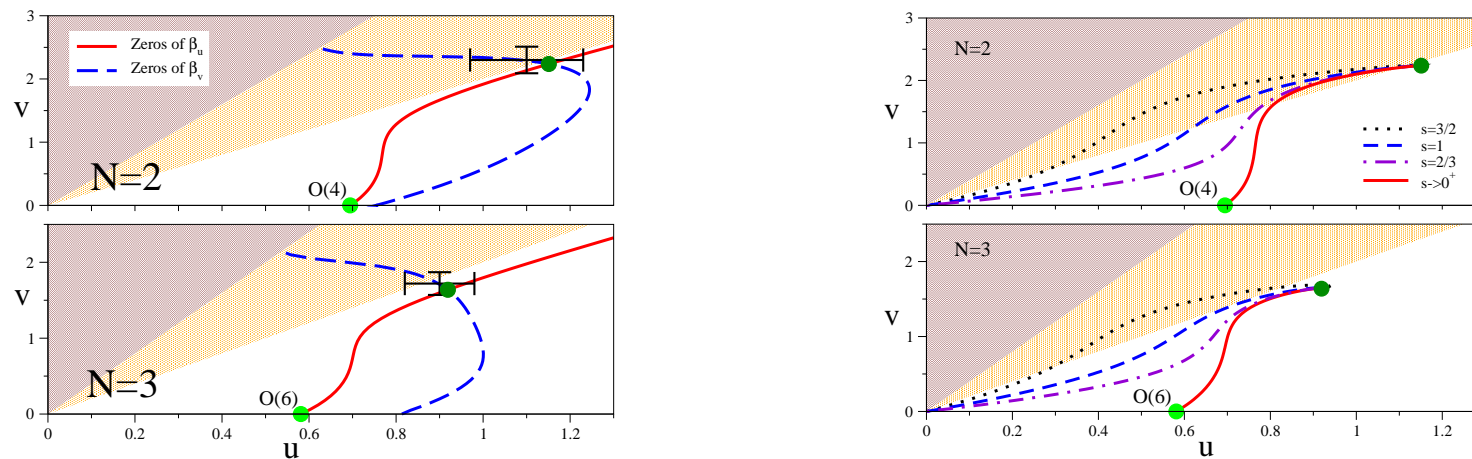 3
2
1
0
v
Zeros of βu
Zeros of βv
N=2
O(4)
2
1
0
v
N=3
O(6)
0
0.2
0.4
0.6
0.8
1
1.2
u
3
2
1
0
v
N=2
O(4)
s=3/2
s=1
s=2/3
s->0+
2
1
0
v
N=3
O(6)
0
0.2
0.4
0.6
0.8
1
1.2
u